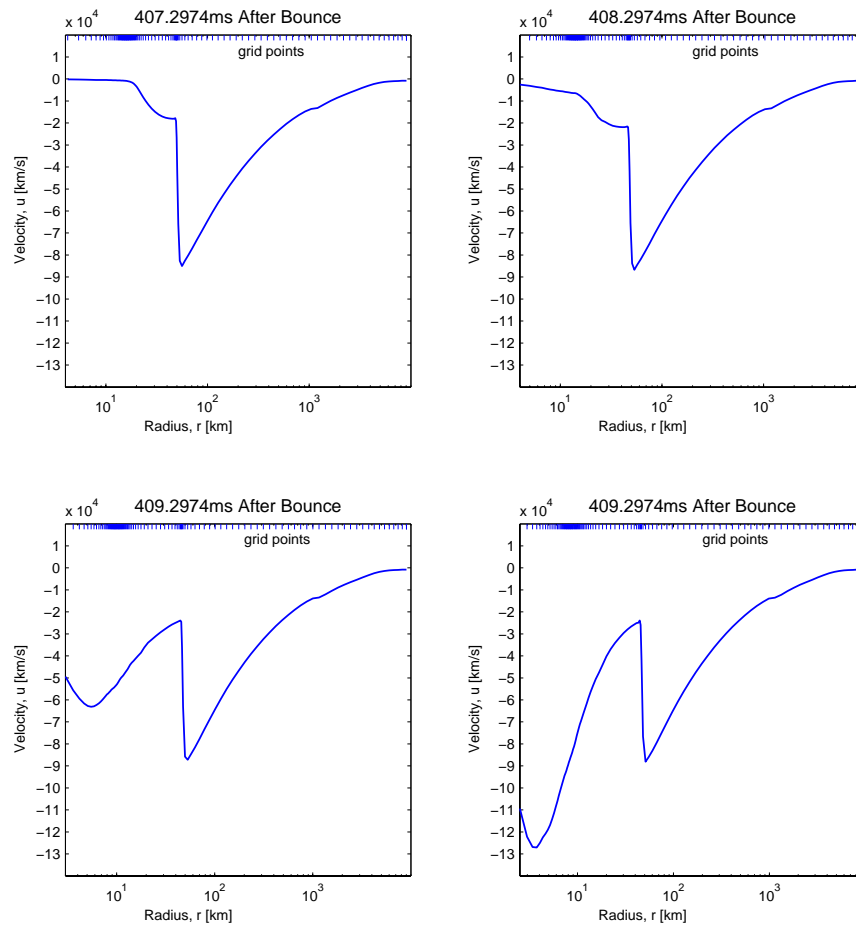 407.2974ms After Bounce
x 10^4
grid points
1
0
−1
−2
−3
−4
−5
−6
−7
−8
−9
−10
−11
−12
−13
Velocity, u [km/s]
10^1 10^2 10^3
Radius, r [km]
408.2974ms After Bounce
x 10^4
grid points
1
0
−1
−2
−3
−4
−5
−6
−7
−8
−9
−10
−11
−12
−13
Velocity, u [km/s]
10^1 10^2 10^3
Radius, r [km]
409.2974ms After Bounce
x 10^4
grid points
1
0
−1
−2
−3
−4
−5
−6
−7
−8
−9
−10
−11
−12
−13
Velocity, u [km/s]
10^1 10^2 10^3
Radius, r [km]
409.2974ms After Bounce
x 10^4
grid points
1
0
−1
−2
−3
−4
−5
−6
−7
−8
−9
−10
−11
−12
−13
Velocity, u [km/s]
10^1 10^2 10^3
Radius, r [km]